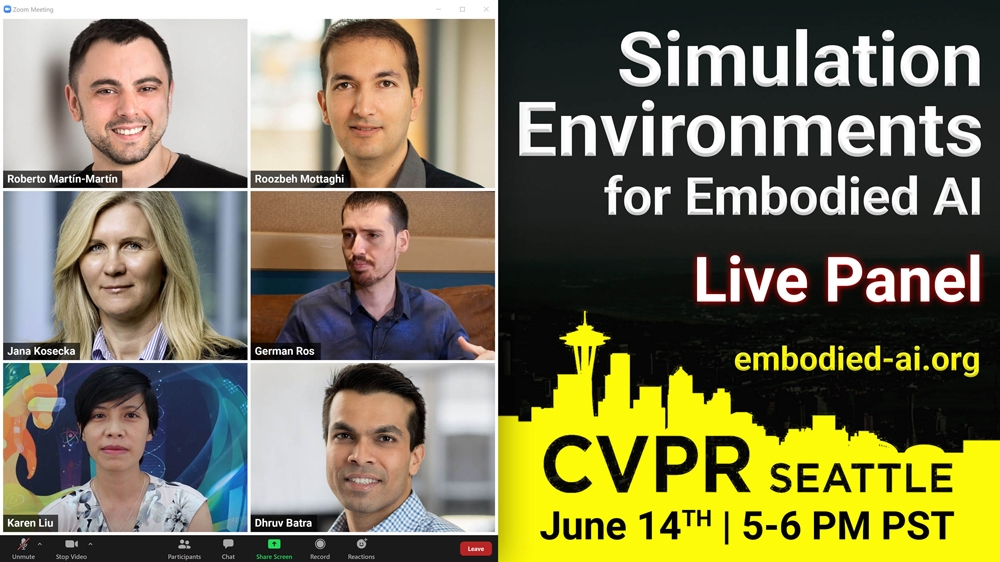 Zoom Meeting
Roberto Martín-Martín
Roozbeh Mottaghi
Jana Kosecka
German Ros
Karen Liu
Dhruv Batra
Unmute
Stop Video
Participants
Chat
Share Screen
Record
Reactions
Leave
Simulation
Environments
for Embodied AI
Live Panel
embodied-ai.org
CVPR SEATTLE
June 14TH | 5-6 PM PST